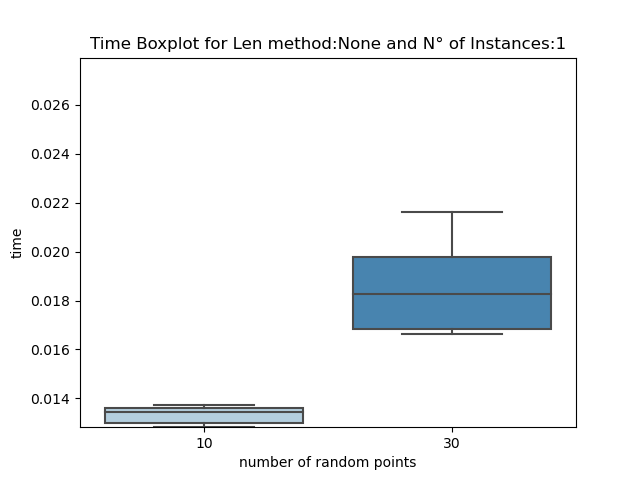 Time Boxplot for Len method:None and N° of Instances:1
0.026
0.024
0.022
0.020
0.018
0.016
0.014
time
10 30
number of random points